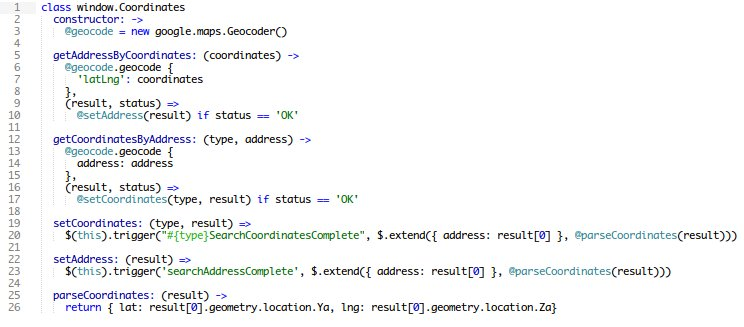 1 class window.Coordinates
2   constructor: ->
3     @geocode = new google.maps.Geocoder()
4
5   getAddressByCoordinates: (coordinates) ->
6     @geocode.geocode {
7       'latLng': coordinates
8     },
9     (result, status) =>
10       @setAddress(result) if status == 'OK'
11
12   getCoordinatesByAddress: (type, address) ->
13     @geocode.geocode {
14       address: address
15     },
16     (result, status) =>
17       @setCoordinates(type, result) if status == 'OK'
18
19   setCoordinates: (type, result) =>
20     $(this).trigger("#{type}SearchCoordinatesComplete", $.extend({ address: result[0] }, @parseCoordinates(result)))
21
22   setAddress: (result) =>
23     $(this).trigger('searchAddressComplete', $.extend({ address: result[0] }, @parseCoordinates(result)))
24
25   parseCoordinates: (result) ->
26     return { lat: result[0].geometry.location.Ya, lng: result[0].geometry.location.Za}